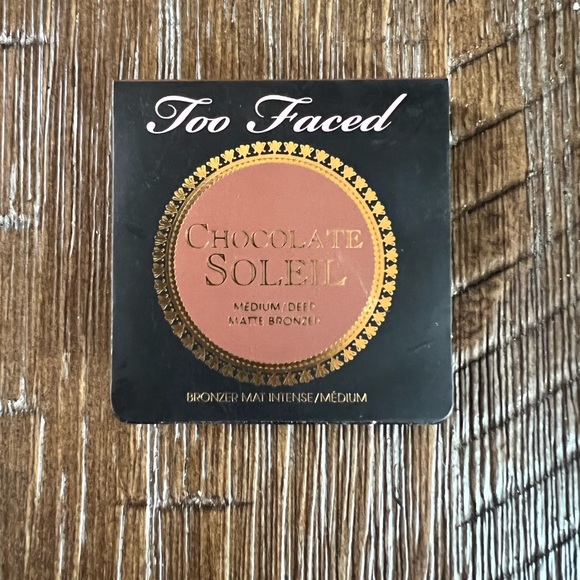 Too Faced
CHOCOLATE
SOLEIL
MEDIUM/DEEP
MATTE BRONZER
BRONZER MAT INTENSE/MÉDIUM